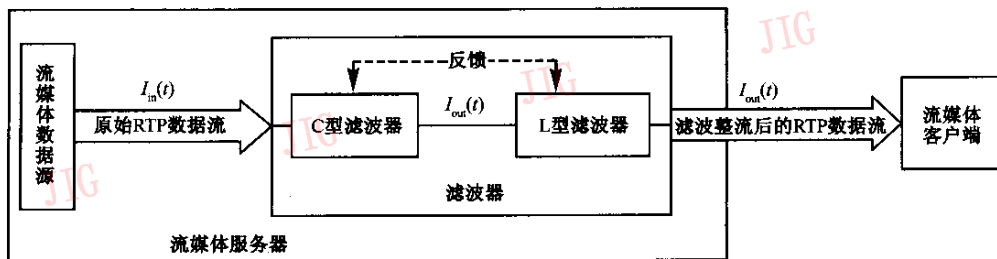 流媒体数据源
I_in(t)
原始RTP数据流
反馈
C型滤波器
I_out(t)
L型滤波器
滤波器
流媒体服务器
I_out(t)
滤波整流后的RTP数据流
流媒体
客户端
JIG
JIG
JIG
JIG